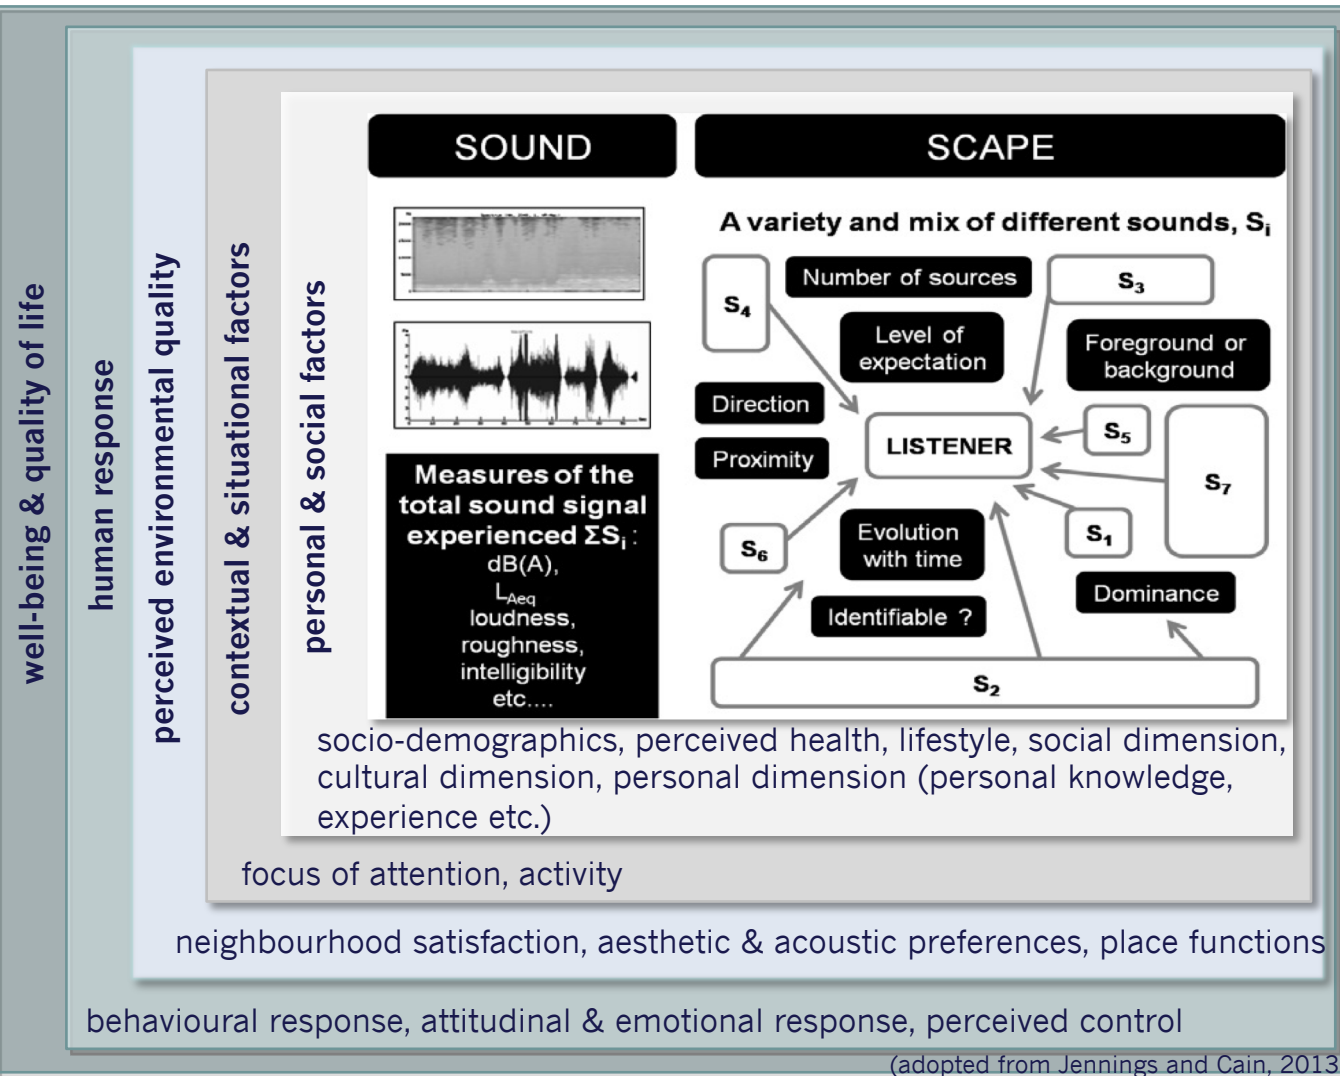 well-being & quality of life
human response
perceived environmental quality
contextual & situational factors
personal & social factors
SOUND
Measures of the
total sound signal
experienced ΣSi :
dB(A),
LAeq
loudness,
roughness,
intelligibility
etc....
SCAPE
A variety and mix of different sounds, Si
S4
Number of sources
S3
Level of
expectation
Foreground or
background
Direction
Proximity
LISTENER
S5
S7
S6
Evolution
with time
S1
Identifiable ?
Dominance
S2
socio-demographics, perceived health, lifestyle, social dimension,
cultural dimension, personal dimension (personal knowledge,
experience etc.)
focus of attention, activity
neighbourhood satisfaction, aesthetic & acoustic preferences, place functions
behavioural response, attitudinal & emotional response, perceived control
(adopted from Jennings and Cain, 2013